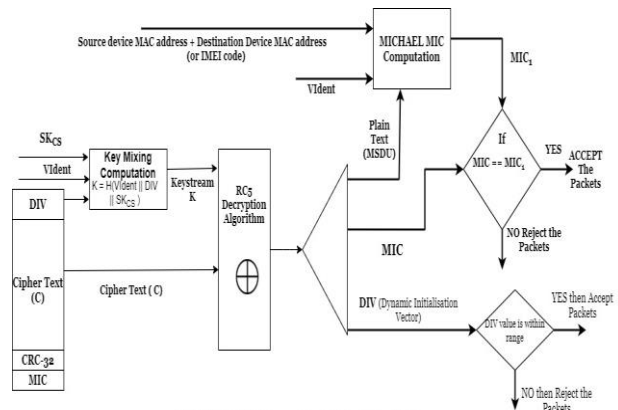 Source device MAC address + Destination Device MAC address
(or IMEI code)
MICHAEL MIC
Computation
MIC₁
VIdent
Plain
Text
(MSDU)
If
MIC == MIC₁
YES
ACCEPT
The
Packets
NO Reject the
Packets
SK_CS
VIdent
Key Mixing
Computation
K = H(VIdent || DIV
|| SK_CS )
Keystream
K
RC5
Decryption
Algorithm
MIC
DIV
Cipher Text
(C)
Cipher Text ( C)
CRC-32
MIC
DIV (Dynamic Initialisation
Vector)
DIV value is within
range
YES then Accept
Packets
NO then Reject the
Packets